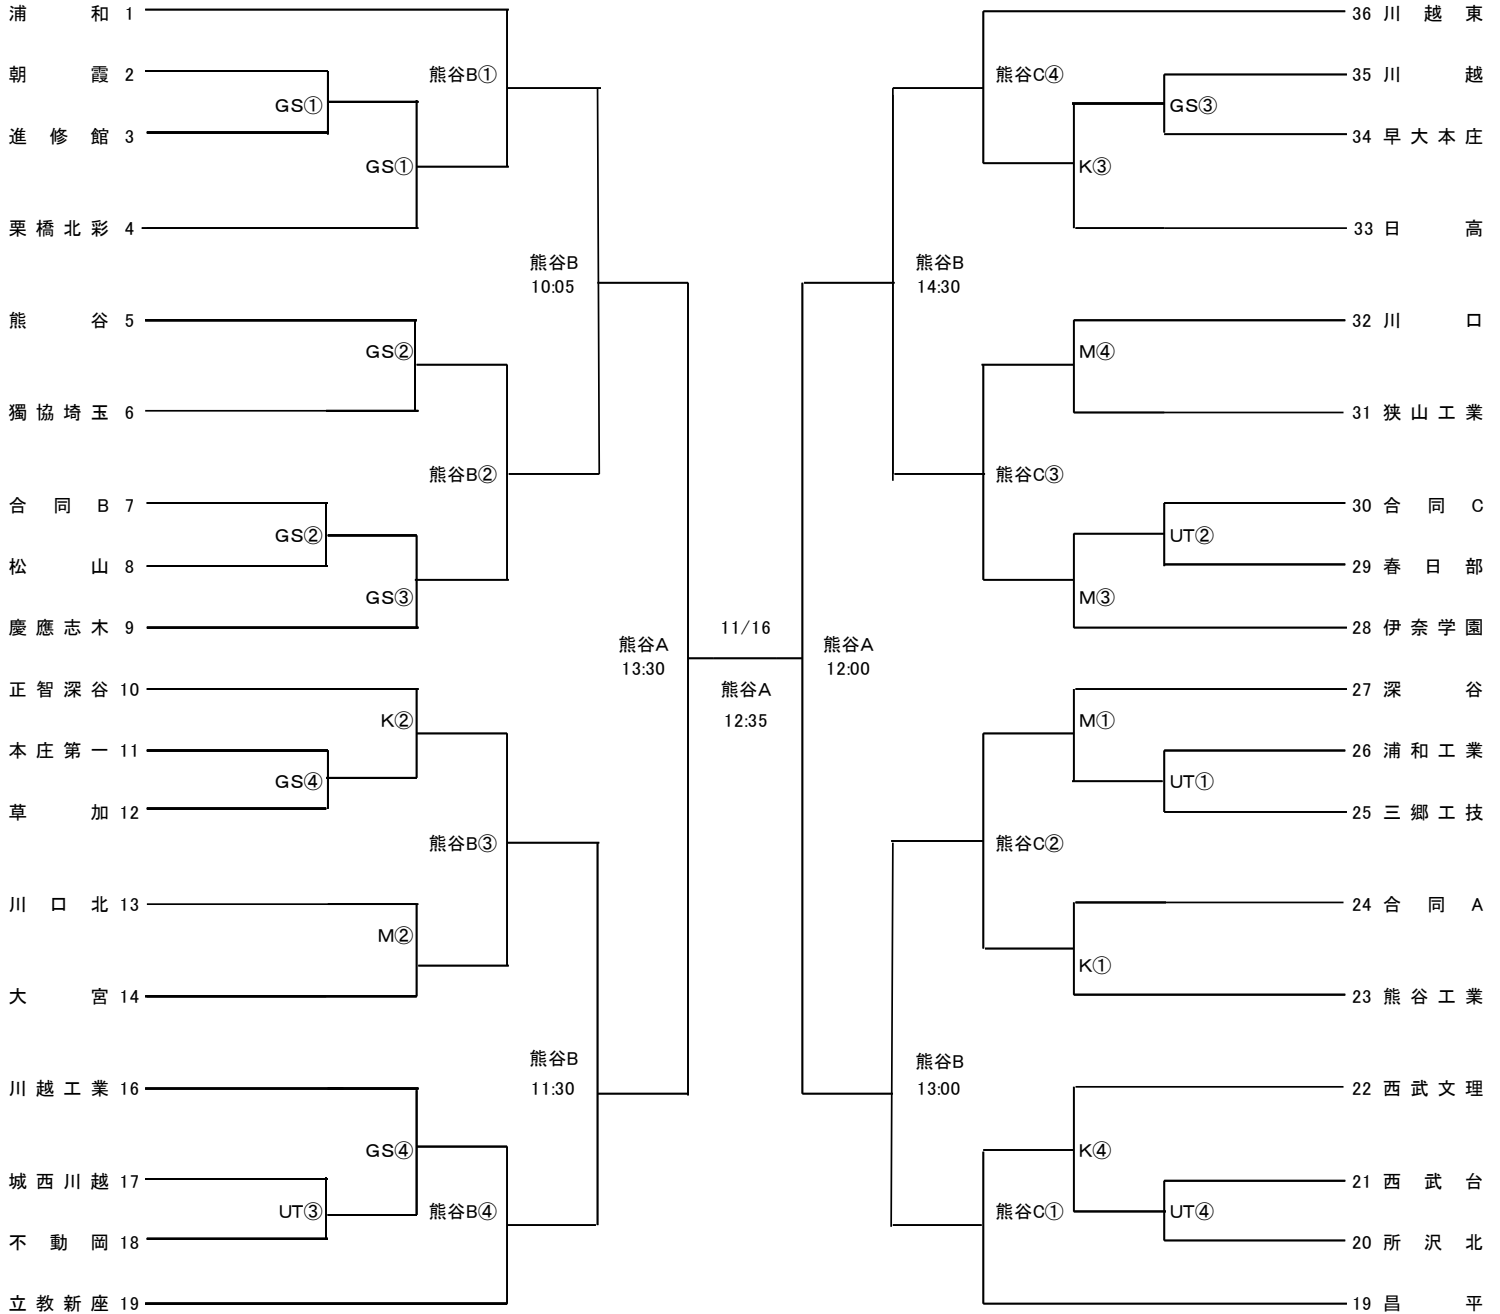 浦和 1
熊谷B①
朝霞 2
GS①
進修館 3
GS①
栗橋北彩 4
熊谷B
10:05
熊谷 5
GS②
獨協埼玉 6
熊谷B②
合同B 7
GS②
松山 8
GS③
慶應志木 9
熊谷A
13:30
正智深谷 10
K②
本庄第一 11
GS④
草加 12
熊谷B③
川口北 13
M②
大宮 14
熊谷B
11:30
川越工業 16
GS④
城西川越 17
UT③
熊谷B④
不動岡 18
立教新座 19
11/16
熊谷A
12:35
36 川越東
熊谷C④
35 川越
GS③
34 早大本庄
K③
33 日高
熊谷B
14:30
32 川口
M④
31 狭山工業
熊谷C③
30 合同C
UT②
29 春日部
M③
28 伊奈学園
熊谷A
12:00
27 深谷
M①
26 浦和工業
UT①
25 三郷工技
熊谷C②
24 合同A
K①
23 熊谷工業
熊谷B
13:00
22 西武文理
K④
21 西武台
熊谷C①
UT④
20 所沢北
19 昌平